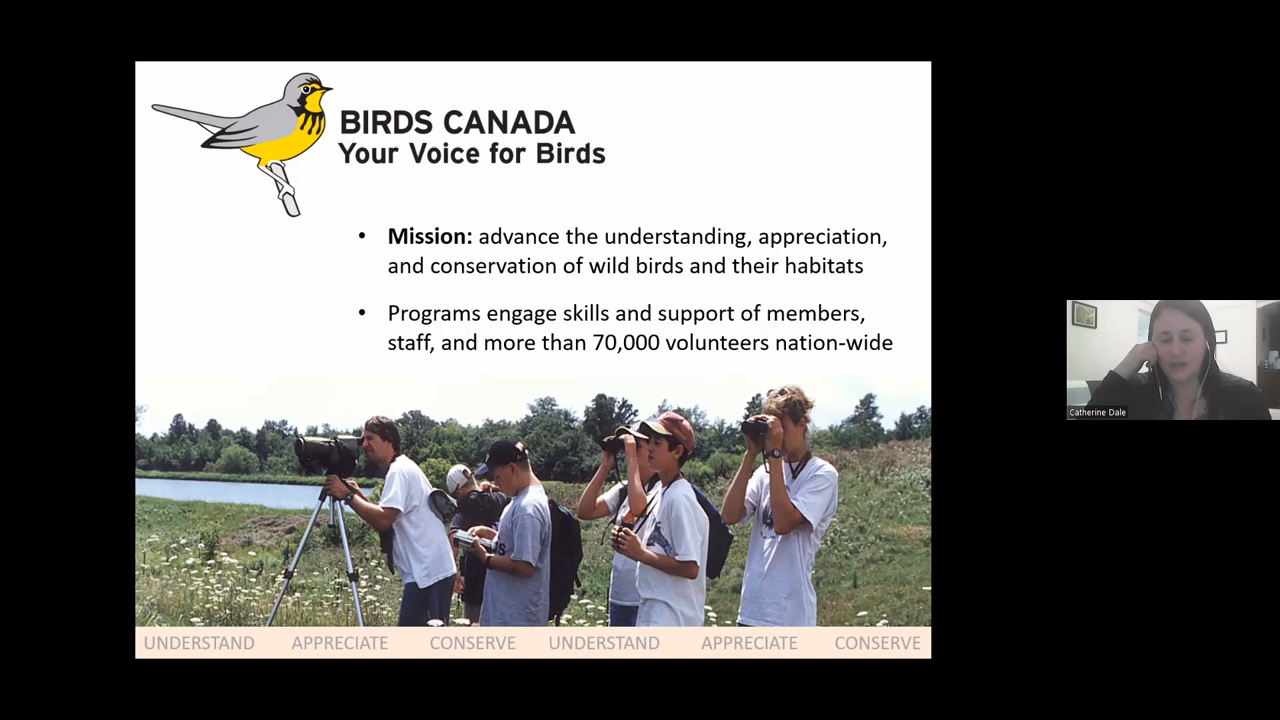 BIRDS CANADA
Your Voice for Birds
• Mission: advance the understanding, appreciation,
and conservation of wild birds and their habitats
• Programs engage skills and support of members,
staff, and more than 70,000 volunteers nation-wide
UNDERSTAND APPRECIATE CONSERVE UNDERSTAND APPRECIATE CONSERVE
Catherine Dale